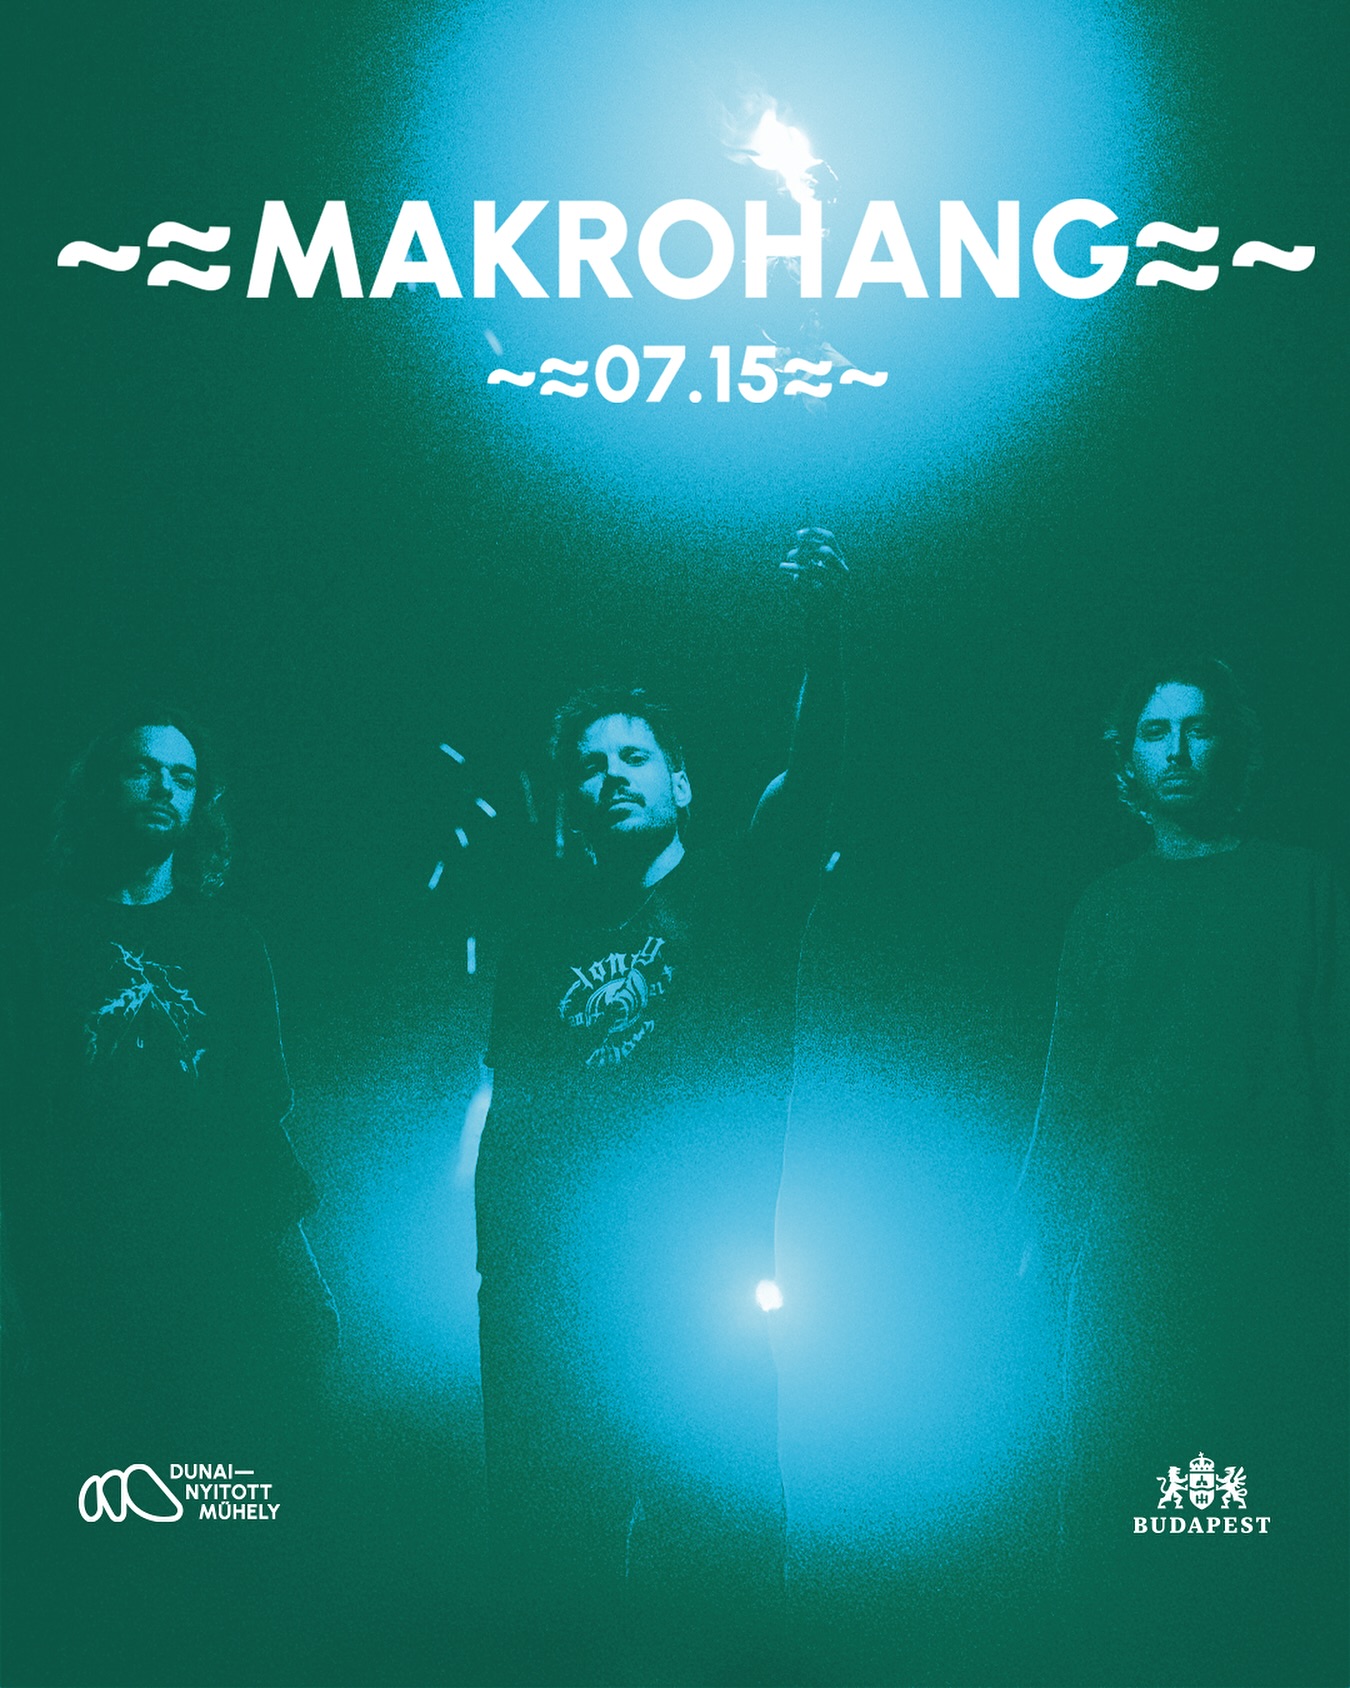 ~≈MAKROHANG≈~
~≈07.15≈~
DUNAI—
NYITOTT
MŰHELY
BUDAPEST